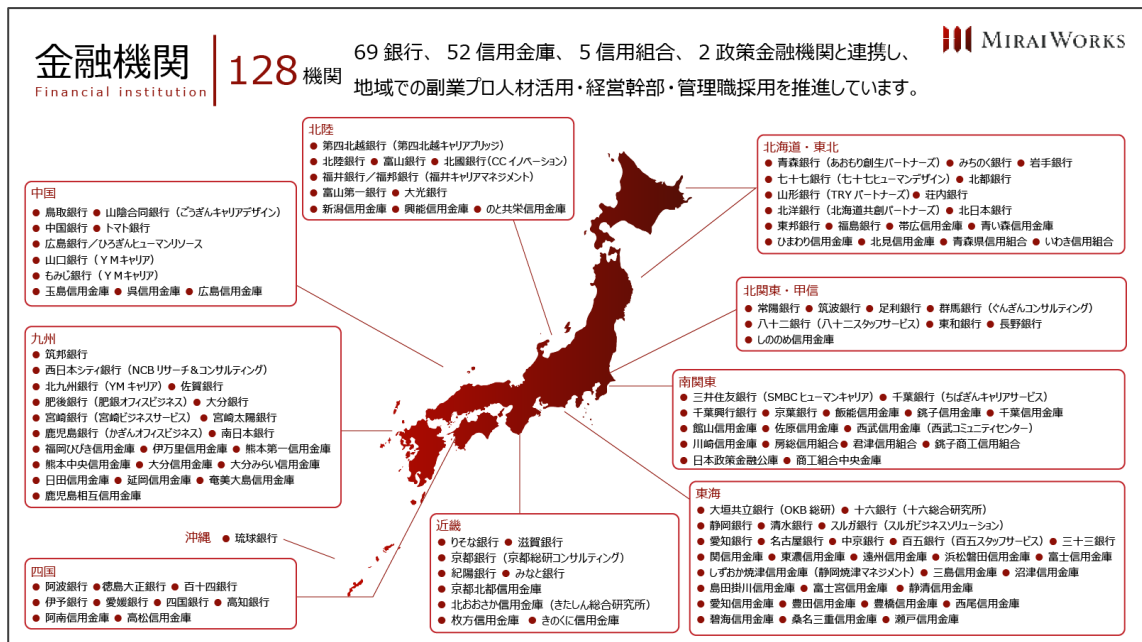 金融機関
Financial institution
128機関
69 銀行、 52 信用金庫、 5 信用組合、 2 政策金融機関と連携し、
地域での副業プロ人材活用・経営幹部・管理職採用を推進しています。
MIRAIWORKS
北陸
● 第四北越銀行（第四北越キャリアブリッジ）
● 北陸銀行 ● 富山銀行 ● 北國銀行(CC イノベーション)
● 福井銀行／福邦銀行（福井キャリアマネジメント）
● 富山第一銀行 ● 大光銀行
● 新潟信用金庫 ● 興能信用金庫 ● のと共栄信用金庫
北海道・東北
● 青森銀行（あおもり創生パートナーズ） ● みちのく銀行 ● 岩手銀行
● 七十七銀行（七十七ヒューマンデザイン） ● 北都銀行
● 山形銀行（TRY パートナーズ） ● 荘内銀行
● 北洋銀行（北海道共創パートナーズ） ● 北日本銀行
● 東邦銀行 ● 福島銀行 ● 帯広信用金庫 ● 青い森信用金庫
● ひまわり信用金庫 ● 北見信用金庫 ● 青森県信用組合 ● いわき信用組合
中国
● 鳥取銀行 ● 山陰合同銀行（ごうぎんキャリアデザイン）
● 中国銀行 ● トマト銀行
● 広島銀行／ひろぎんヒューマンリソース
● 山口銀行（ＹＭキャリア）
● もみじ銀行（ＹＭキャリア）
● 玉島信用金庫 ● 呉信用金庫 ● 広島信用金庫
北関東・甲信
● 常陽銀行 ● 筑波銀行 ● 足利銀行 ● 群馬銀行（ぐんぎんコンサルティング）
● 八十二銀行（八十二スタッフサービス） ● 東和銀行 ● 長野銀行
● しののめ信用金庫
九州
● 筑邦銀行
● 西日本シティ銀行（NCB リサーチ＆コンサルティング）
● 北九州銀行（YM キャリア） ● 佐賀銀行
● 肥後銀行（肥銀オフィスビジネス） ● 大分銀行
● 宮崎銀行（宮崎ビジネスサービス） ● 宮崎太陽銀行
● 鹿児島銀行（かぎんオフィスビジネス） ● 南日本銀行
● 福岡ひびき信用金庫 ● 伊万里信用金庫 ● 熊本第一信用金庫
● 熊本中央信用金庫 ● 大分信用金庫 ● 大分みらい信用金庫
● 日田信用金庫 ● 延岡信用金庫 ● 奄美大島信用金庫
● 鹿児島相互信用金庫
南関東
● 三井住友銀行（SMBC ヒューマンキャリア） ● 千葉銀行（ちばぎんキャリアサービス）
● 千葉興行銀行 ● 京葉銀行 ● 飯能信用金庫 ● 銚子信用金庫 ● 千葉信用金庫
● 館山信用金庫 ● 佐原信用金庫 ● 西武信用金庫（西武コミュニティセンター）
● 川崎信用金庫 ● 房総信用組合 ● 君津信用組合 ● 銚子商工信用組合
● 日本政策金融公庫 ● 商工組合中央金庫
東海
● 大垣共立銀行（OKB 総研） ● 十六銀行（十六総合研究所）
● 静岡銀行 ● 清水銀行 ● スルガ銀行（スルガビジネスソリューション）
● 愛知銀行 ● 名古屋銀行 ● 中京銀行 ● 百五銀行（百五スタッフサービス） ● 三十三銀行
● 関信用金庫 ● 東濃信用金庫 ● 遠州信用金庫 ● 浜松磐田信用金庫 ● 富士信用金庫
● しずおか焼津信用金庫（静岡焼津マネジメント） ● 三島信用金庫 ● 沼津信用金庫
● 島田掛川信用金庫 ● 富士宮信用金庫 ● 静清信用金庫
● 愛知信用金庫 ● 豊田信用金庫 ● 豊橋信用金庫 ● 西尾信用金庫
● 碧海信用金庫 ● 桑名三重信用金庫 ● 瀬戸信用金庫
近畿
● りそな銀行 ● 滋賀銀行
● 京都銀行（京都総研コンサルティング）
● 紀陽銀行 ● みなと銀行
● 京都北都信用金庫
● 北おおさか信用金庫（きたしん総合研究所）
● 枚方信用金庫 ● きのくに信用金庫
沖縄 ● 琉球銀行
四国
● 阿波銀行 ● 徳島大正銀行 ● 百十四銀行
● 伊予銀行 ● 愛媛銀行 ● 四国銀行 ● 高知銀行
● 阿南信用金庫 ● 高松信用金庫